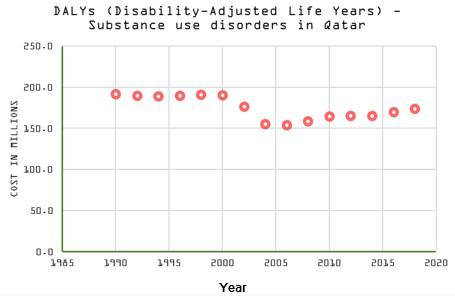 DALYs (Disability-Adjusted Life Years) -
Substance use disorders in Qatar
COST IN MILLIONS
250.0
200.0
150.0
100.0
50.0
0.0
1985 1990 1995 2000 2005 2010 2015 2020
Year